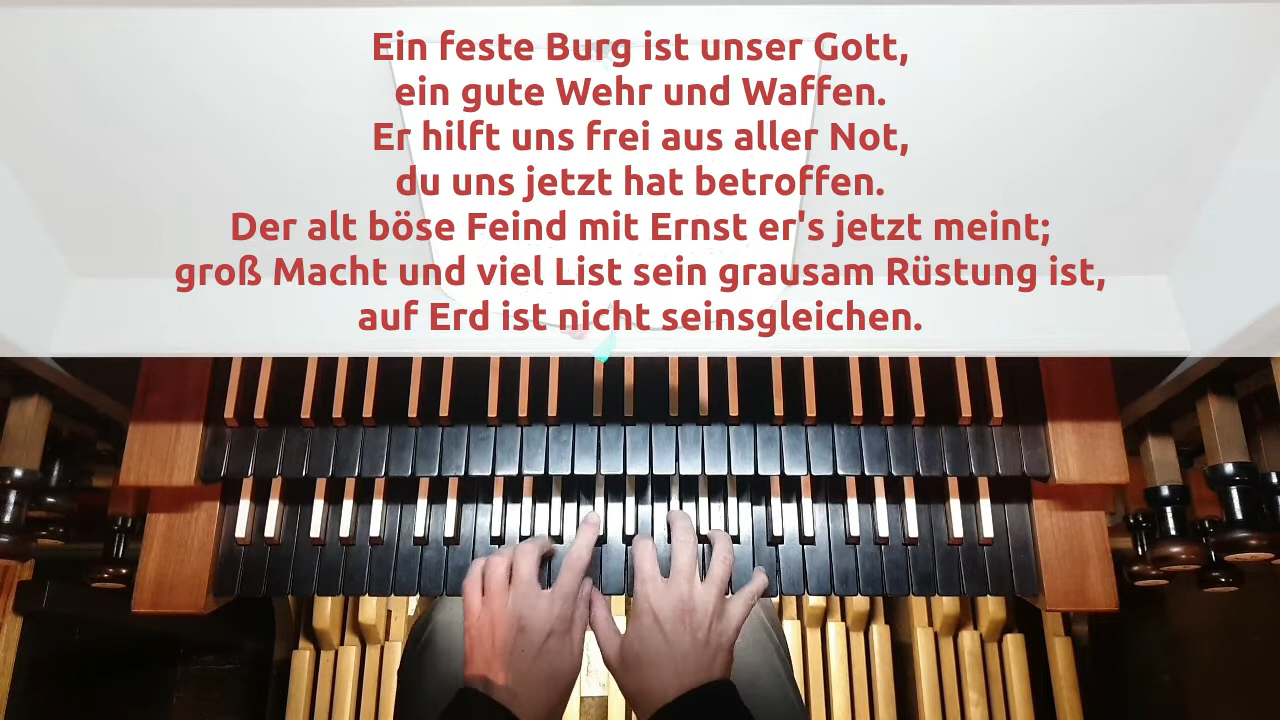 Ein feste Burg ist unser Gott,
ein gute Wehr und Waffen.
Er hilft uns frei aus aller Not,
du uns jetzt hat betroffen.
Der alt böse Feind mit Ernst er's jetzt meint;
groß Macht und viel List sein grausam Rüstung ist,
auf Erd ist nicht seinsgleichen.